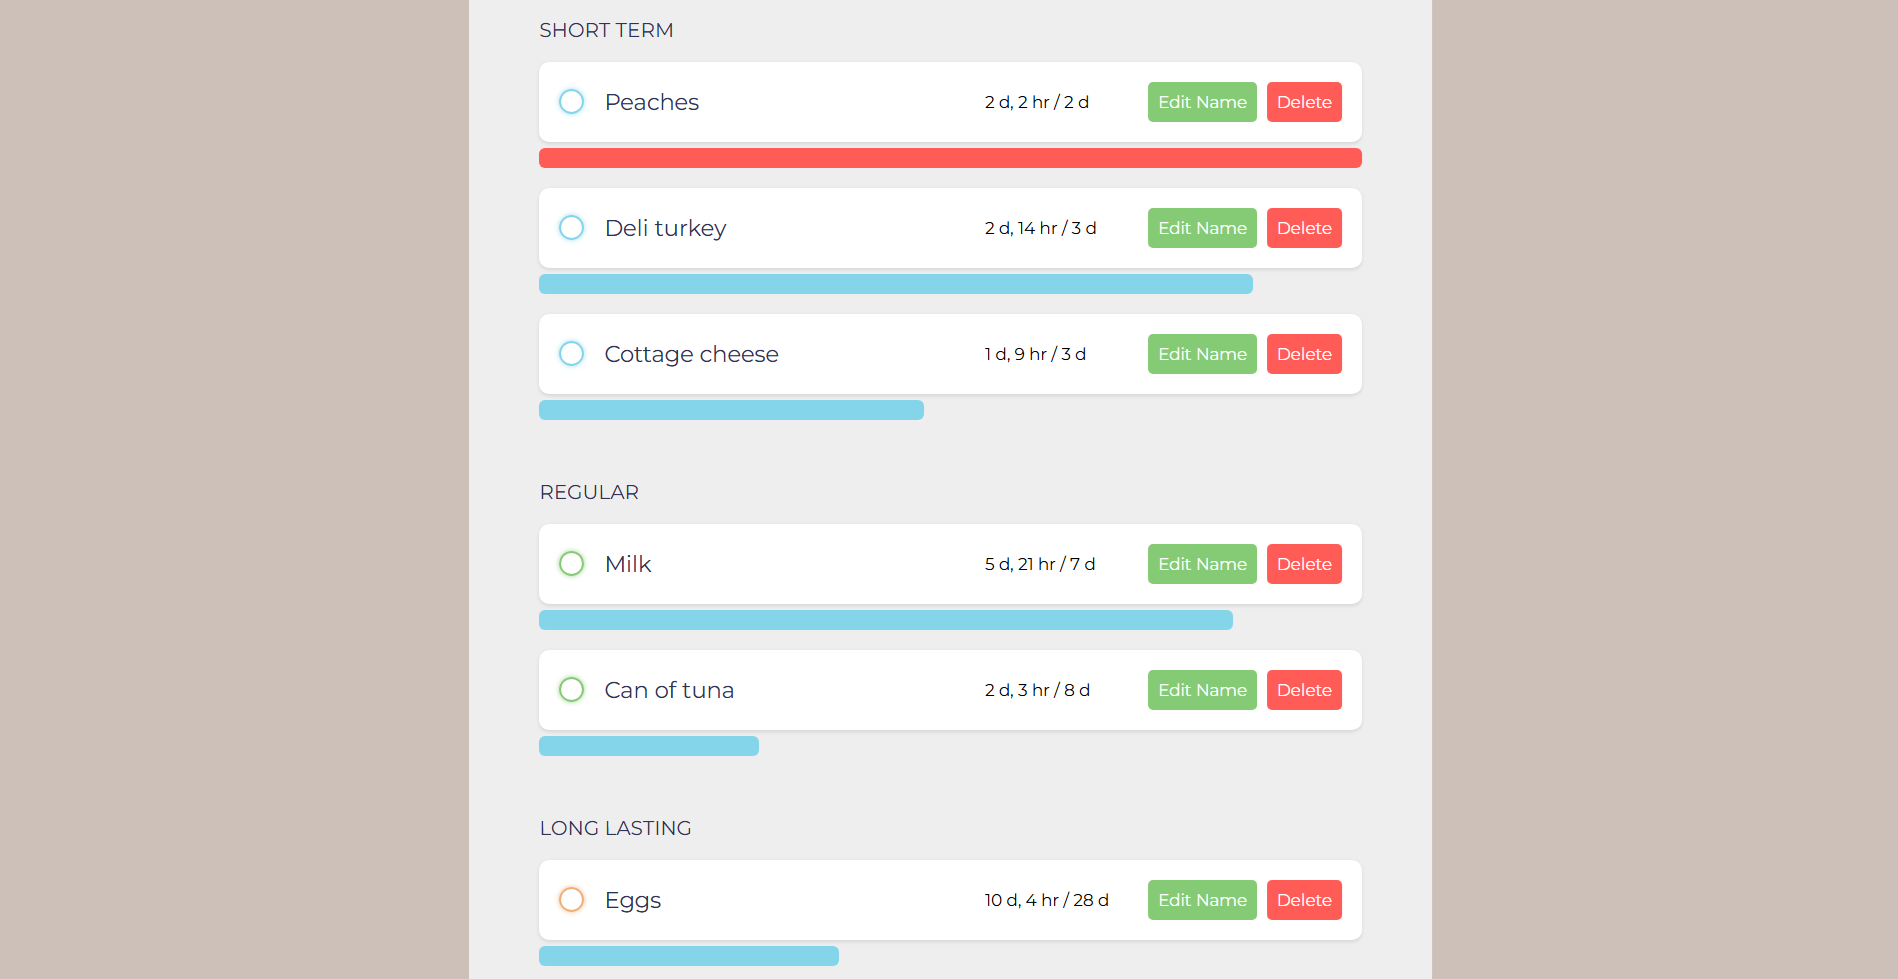 SHORT TERM
Peaches 2 d, 2 hr / 2 d Edit Name Delete
Deli turkey 2 d, 14 hr / 3 d Edit Name Delete
Cottage cheese 1 d, 9 hr / 3 d Edit Name Delete
REGULAR
Milk 5 d, 21 hr / 7 d Edit Name Delete
Can of tuna 2 d, 3 hr / 8 d Edit Name Delete
LONG LASTING
Eggs 10 d, 4 hr / 28 d Edit Name Delete